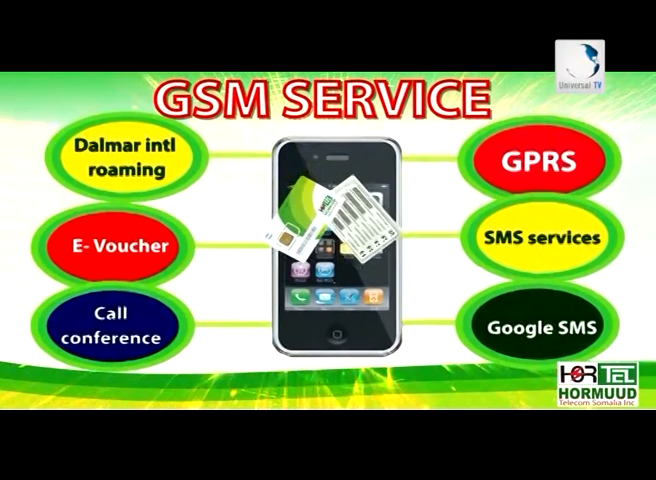 Universal TV
GSM SERVICE
Dalmar intl
roaming
GPRS
E- Voucher
SMS services
Call
conference
Google SMS
HORTEL
HORMUUD
Telecom Somalia Inc